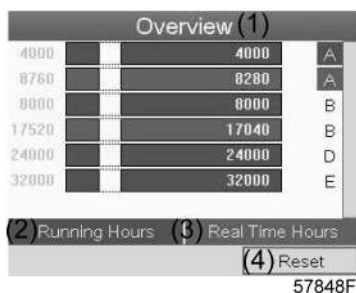 Overview (1)
4000 4000 A
8760 8280 A
8000 8000 B
17520 17040 B
24000 24000 D
32000 32000 E
(2) Running Hours (3) Real Time Hours
(4) Reset
57848F